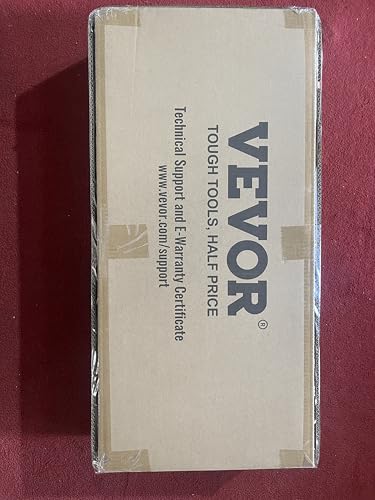 VEVOR®
TOUGH TOOLS, HALF PRICE
Technical Support and E-Warranty Certificate
www.vevor.com/support